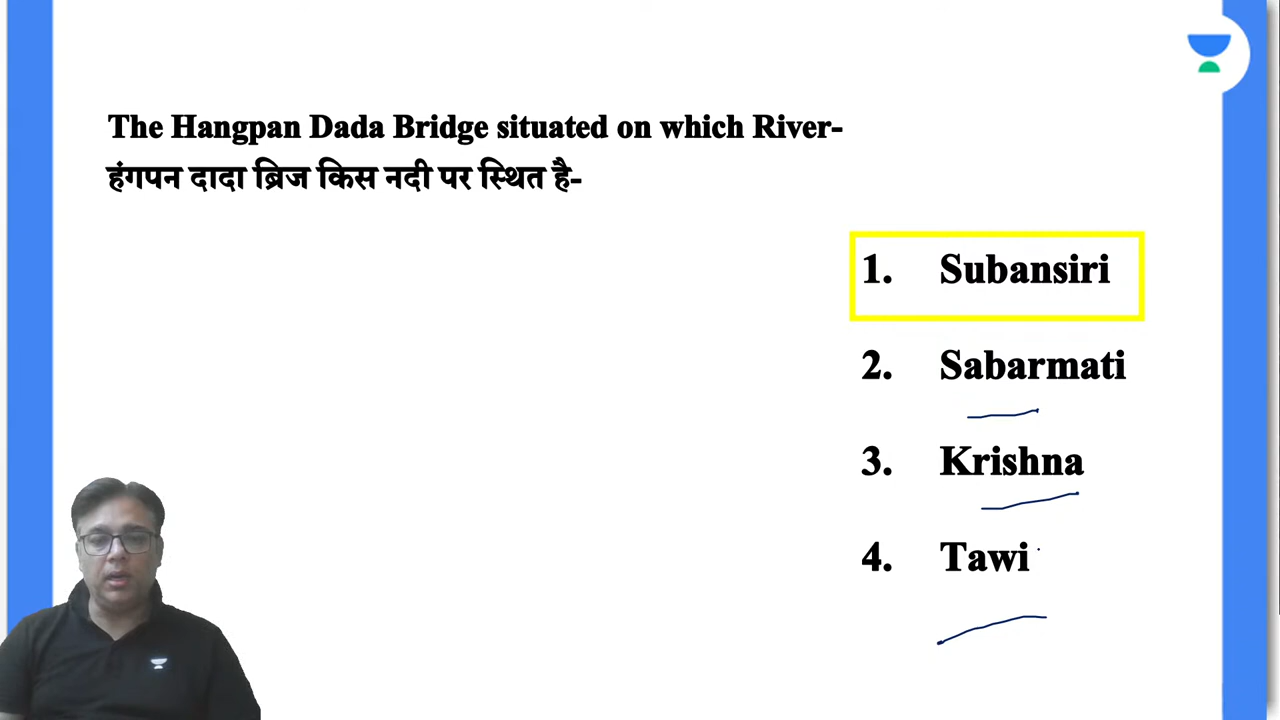 The Hangpan Dada Bridge situated on which River-
हंगपन दादा ब्रिज किस नदी पर स्थित है-
1. Subansiri
2. Sabarmati
3. Krishna
4. Tawi